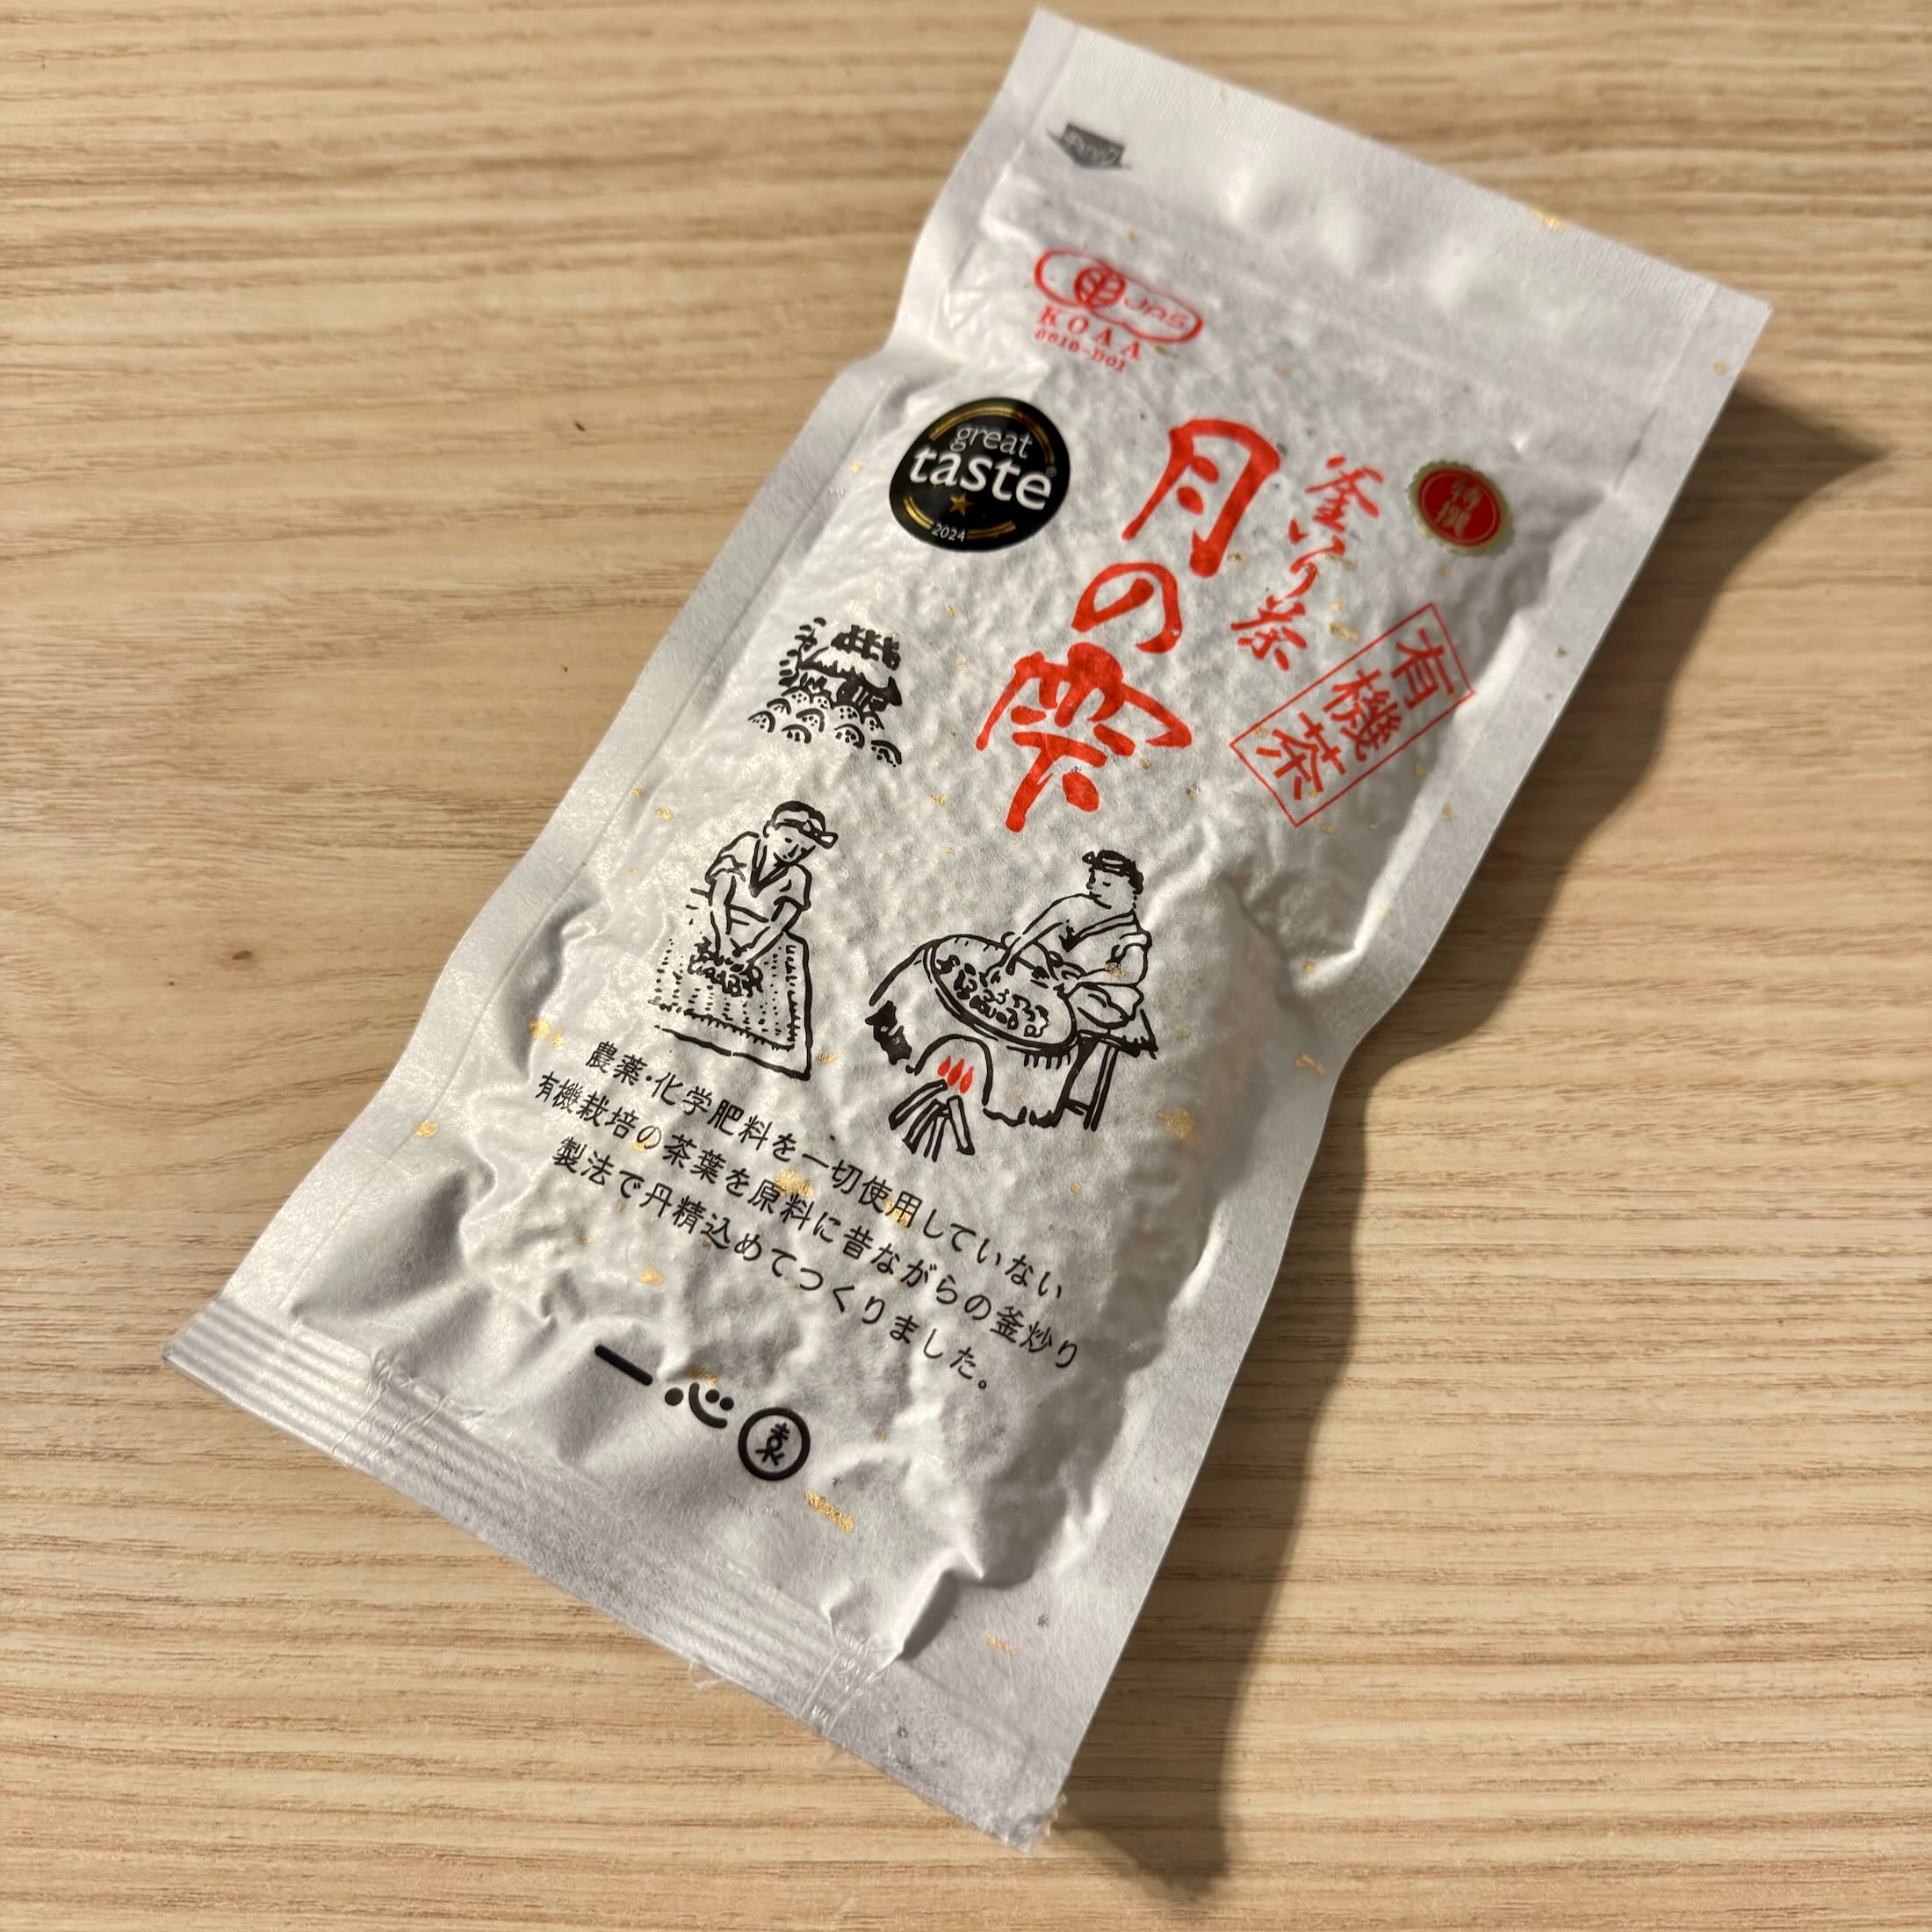 JAS
KOAA
great
taste
2024
特撰
釜いり茶
月の雫
有機茶
農薬・化学肥料を一切使用していない
有機栽培の茶葉を原料に昔ながらの釜炒り
製法で丹精込めてつくりました。
一心